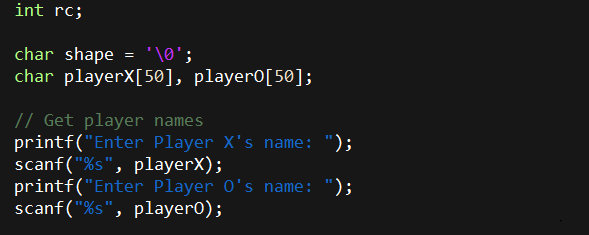 int rc;
char shape = '\0';
char playerX[50], playerO[50];
// Get player names
printf("Enter Player X's name: ");
scanf("%s", playerX);
printf("Enter Player O's name: ");
scanf("%s", playerO);